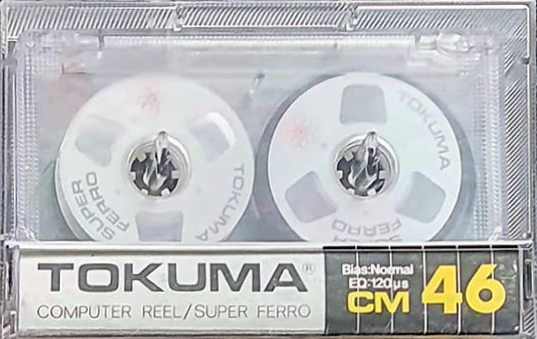 SUPER
FERRO
TOKUMA
TOKUMA
SUPER
FERRO
TOKUMA®
COMPUTER REEL/SUPER FERRO
Bias:Normal
EQ:120μs
CM 46